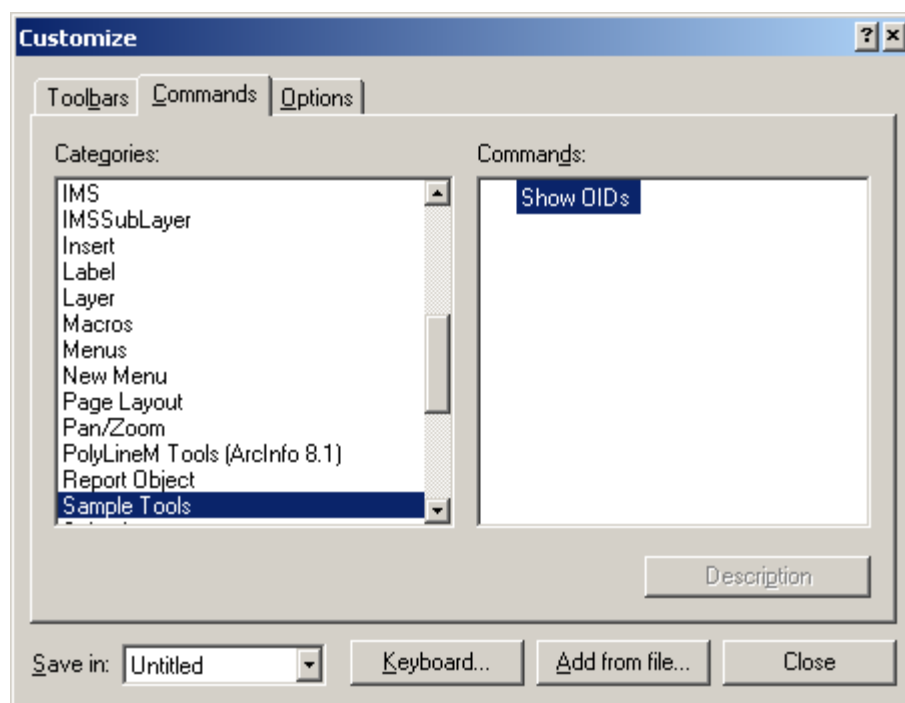 Customize
Toolbars Commands Options
Categories:
IMS
IMSSubLayer
Insert
Label
Layer
Macros
Menus
New Menu
Page Layout
Pan/Zoom
PolyLineM Tools (ArcInfo 8.1)
Report Object
Sample Tools
Commands:
Show OIDs
Description
Save in: Untitled Keyboard... Add from file... Close